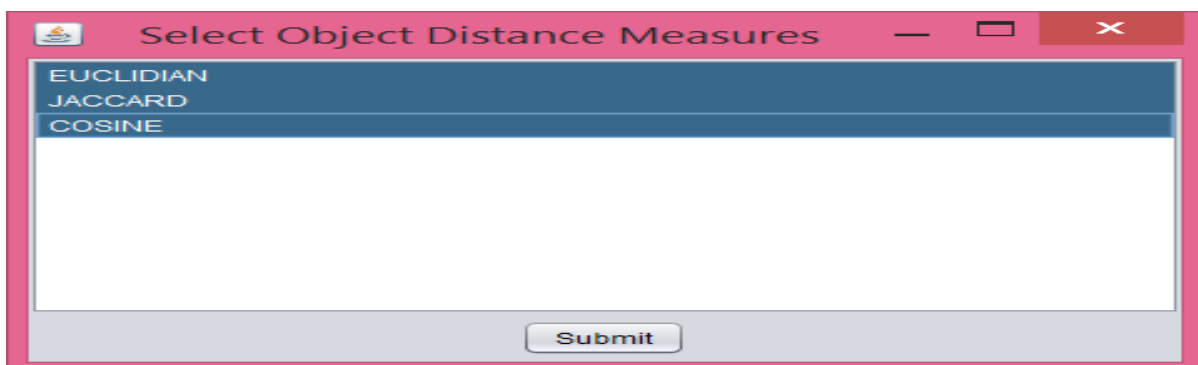 Select Object Distance Measures
EUCLIDIAN
JACCARD
COSINE
Submit